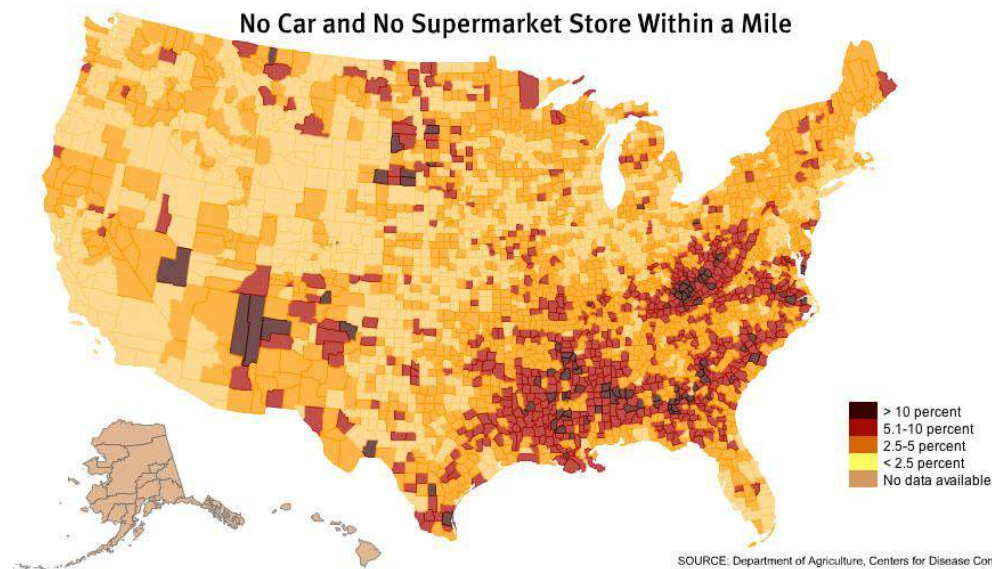 No Car and No Supermarket Store Within a Mile
> 10 percent
5.1-10 percent
2.5-5 percent
< 2.5 percent
No data available
SOURCE: Department of Agriculture, Centers for Disease Con